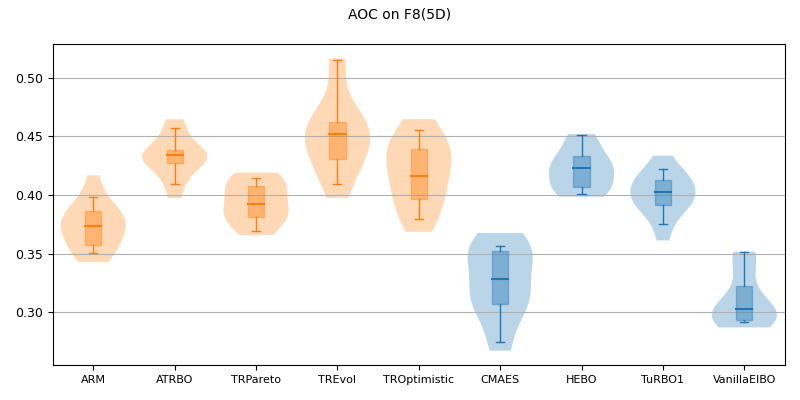 AOC on F8(5D)
0.50
0.45
0.40
0.35
0.30
ARM ATRBO TRPareto TREvol TROptimistic CMAES HEBO TuRBO1 VanillaEIBO